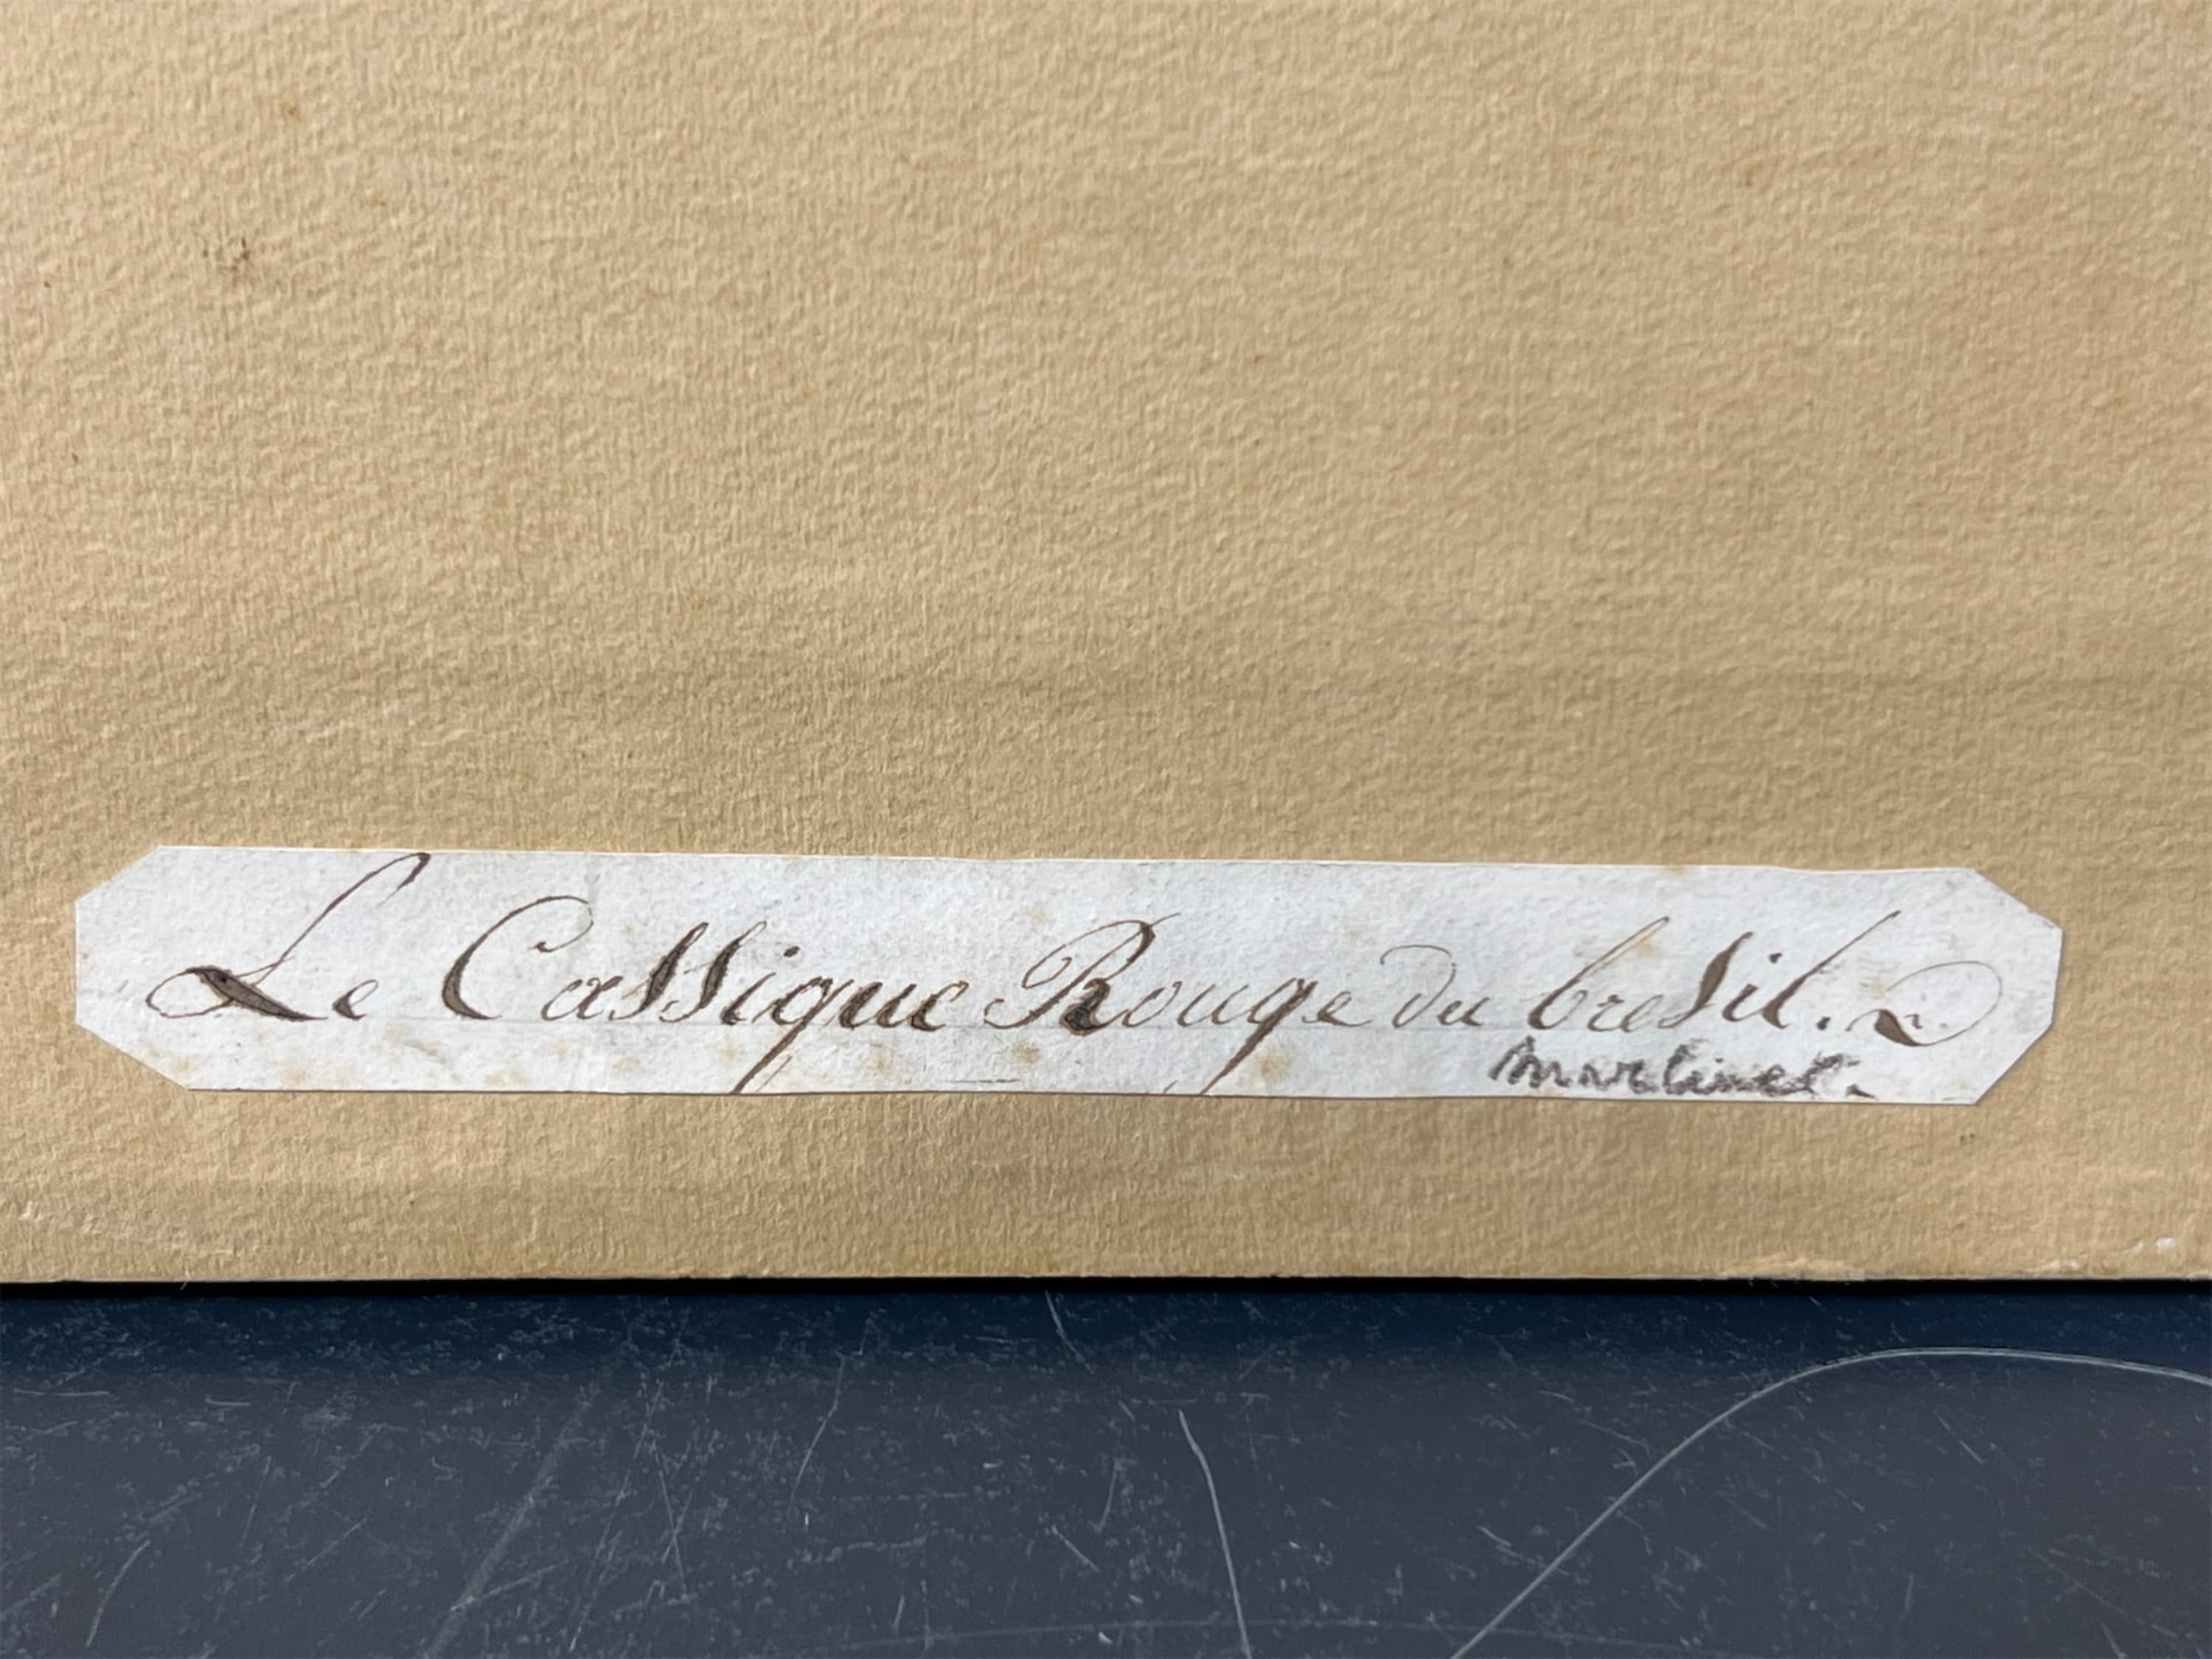 Le Cassique Rouge du bresil.
martinet.